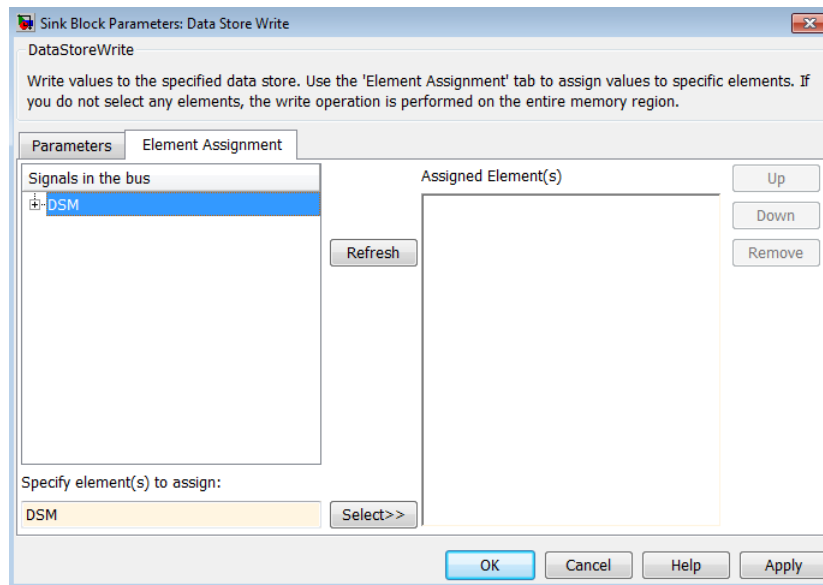 Sink Block Parameters: Data Store Write
DataStoreWrite
Write values to the specified data store. Use the 'Element Assignment' tab to assign values to specific elements. If
you do not select any elements, the write operation is performed on the entire memory region.
Parameters
Element Assignment
Signals in the bus
DSM
Refresh
Assigned Element(s)
Up
Down
Remove
Specify element(s) to assign:
DSM
Select>>
OK
Cancel
Help
Apply